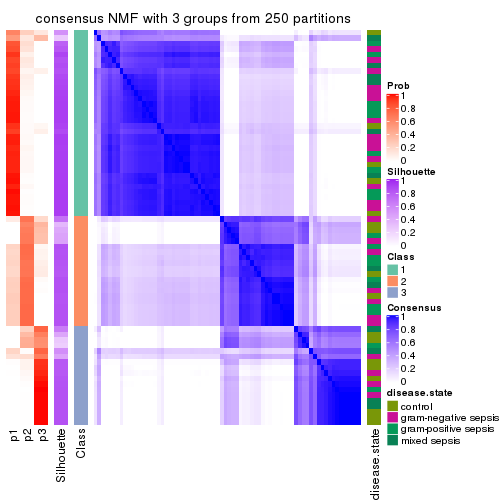 consensus NMF with 3 groups from 250 partitions
Prob
1
0.8
0.6
0.4
0.2
0
Silhouette
1
0.8
0.6
0.4
0.2
0
Class
1
2
3
Consensus
1
0.8
0.6
0.4
0.2
0
disease.state
control
gram-negative sepsis
gram-positive sepsis
mixed sepsis
p1
p2
p3
Silhouette
Class
disease.state